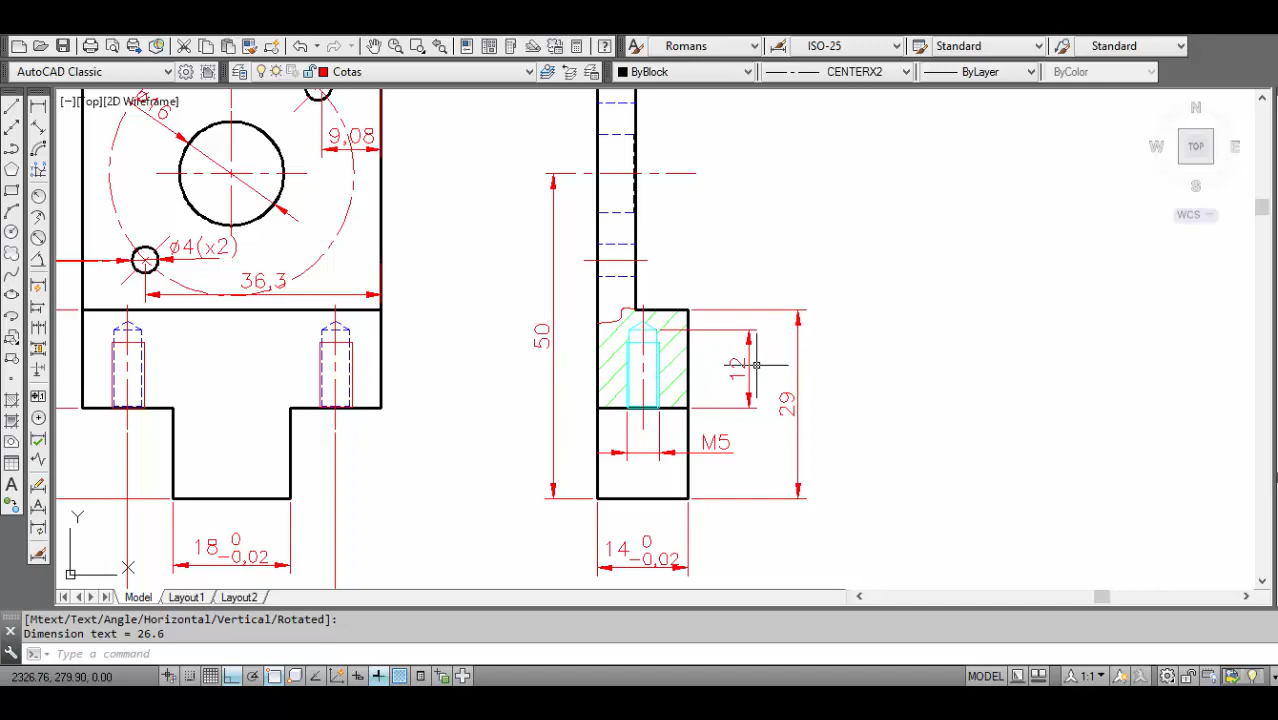 Romans
ISO-25
Standard
Standard
AutoCAD Classic
Cotas
ByBlock
CENTERX2
ByLayer
ByColor
[−][Top][2D Wireframe]
N
W
TOP
E
S
WCS
9,08
ø4(x2)
36,3
50
12
29
M5
18 0 -0,02
14 0 -0,02
Y
X
Model
Layout1
Layout2
[Mtext/Text/Angle/Horizontal/Vertical/Rotated]:
Dimension text = 26.6
Type a command
2326.76, 279.90, 0.00
MODEL
1:1